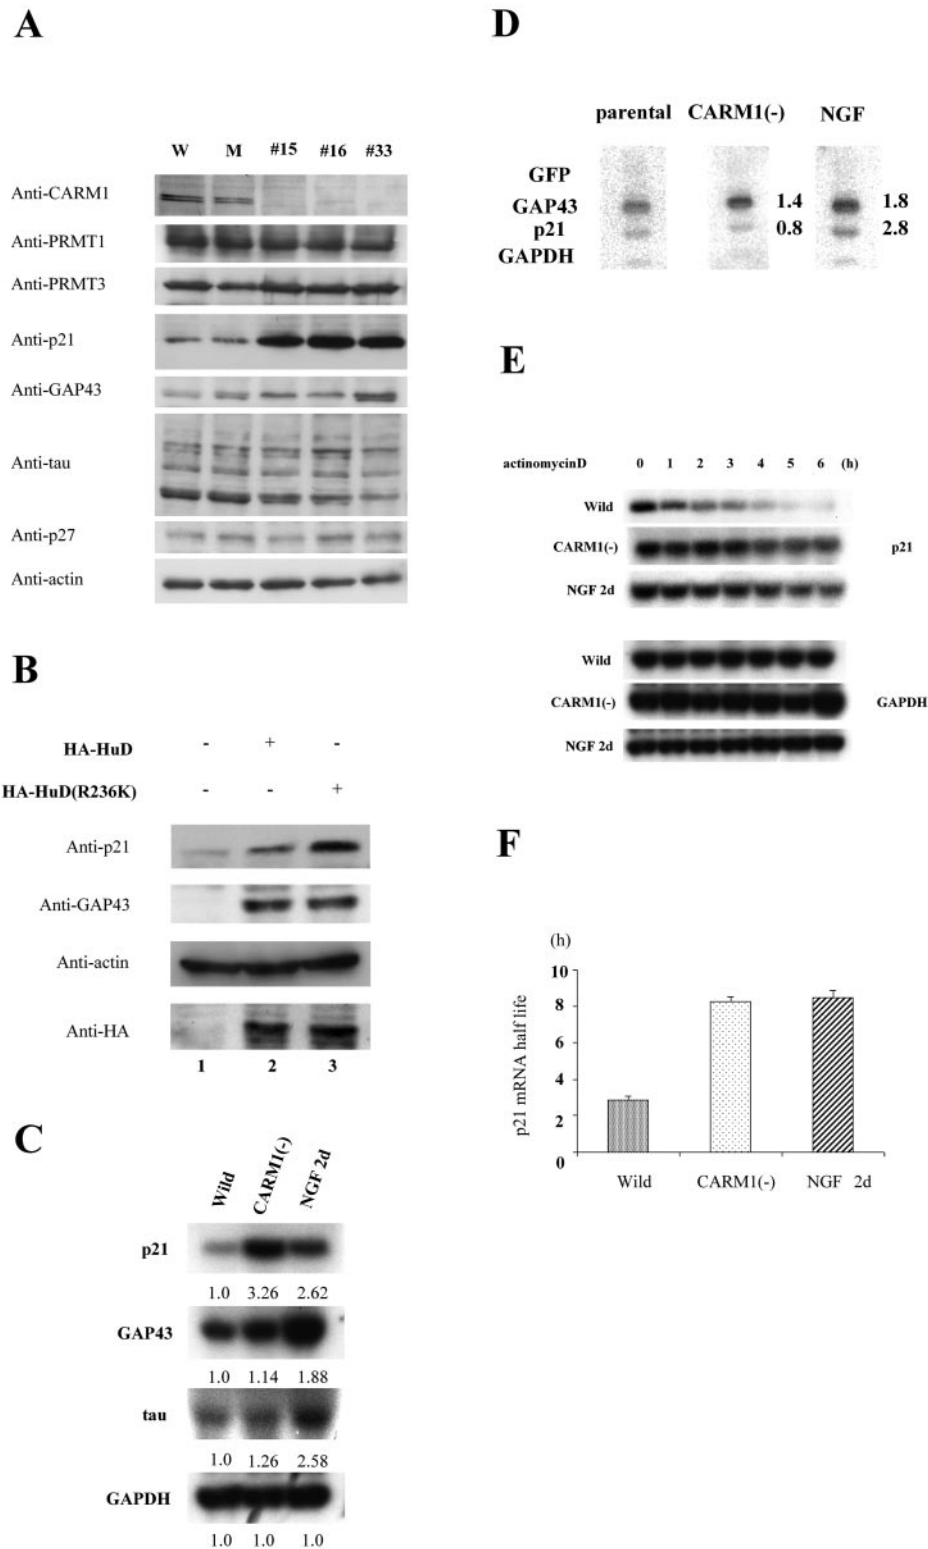 A
W M #15 #16 #33
Anti-CARM1
Anti-PRMT1
Anti-PRMT3
Anti-p21
Anti-GAP43
Anti-tau
Anti-p27
Anti-actin
B
HA-HuD - + -
HA-HuD(R236K) - - +
Anti-p21
Anti-GAP43
Anti-actin
Anti-HA
1 2 3
C
Wild CARM1(-) NGF 2d
p21
1.0 3.26 2.62
GAP43
1.0 1.14 1.88
tau
1.0 1.26 2.58
GAPDH
1.0 1.0 1.0
D
parental CARM1(-) NGF
GFP
GAP43 1.4 1.8
p21 0.8 2.8
GAPDH
E
actinomycinD 0 1 2 3 4 5 6 (h)
Wild
CARM1(-) p21
NGF 2d
Wild
CARM1(-) GAPDH
NGF 2d
F
(h)
p21 mRNA half life
10
8
6
4
2
0
Wild CARM1(-) NGF 2d